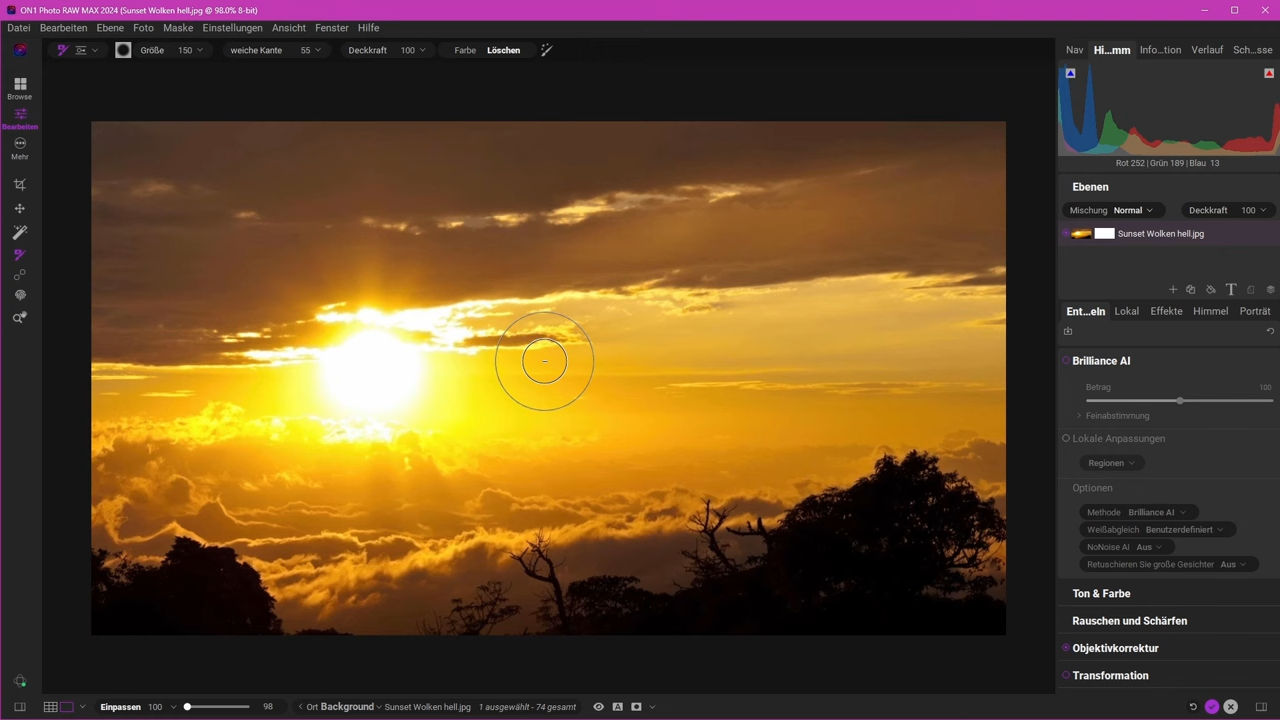 ON1 Photo RAW MAX 2024 (Sunset Wolken hell.jpg @ 98.0% 8-bit)
Datei Bearbeiten Ebene Foto Maske Einstellungen Ansicht Fenster Hilfe
Größe 150 weiche Kante 55 Deckkraft 100 Farbe Löschen
Nav Hi...mm Info...tion Verlauf Sch...sse
Browse
Bearbeiten
Mehr
Rot 252 | Grün 189 | Blau 13
Ebenen
Mischung Normal Deckkraft 100
Sunset Wolken hell.jpg
Ent...eln Lokal Effekte Himmel Portrait
Brilliance AI
Betrag 100
Feinabstimmung
Lokale Anpassungen
Regionen
Optionen
Methode Brilliance AI
Weißabgleich Benutzerdefiniert
NoNoise AI Aus
Retuschieren Sie große Gesichter Aus
Ton & Farbe
Rauschen und Schärfen
Objektivkorrektur
Transformation
Einpassen 100 98 Ort Background Sunset Wolken hell.jpg 1 ausgewählt - 74 gesamt